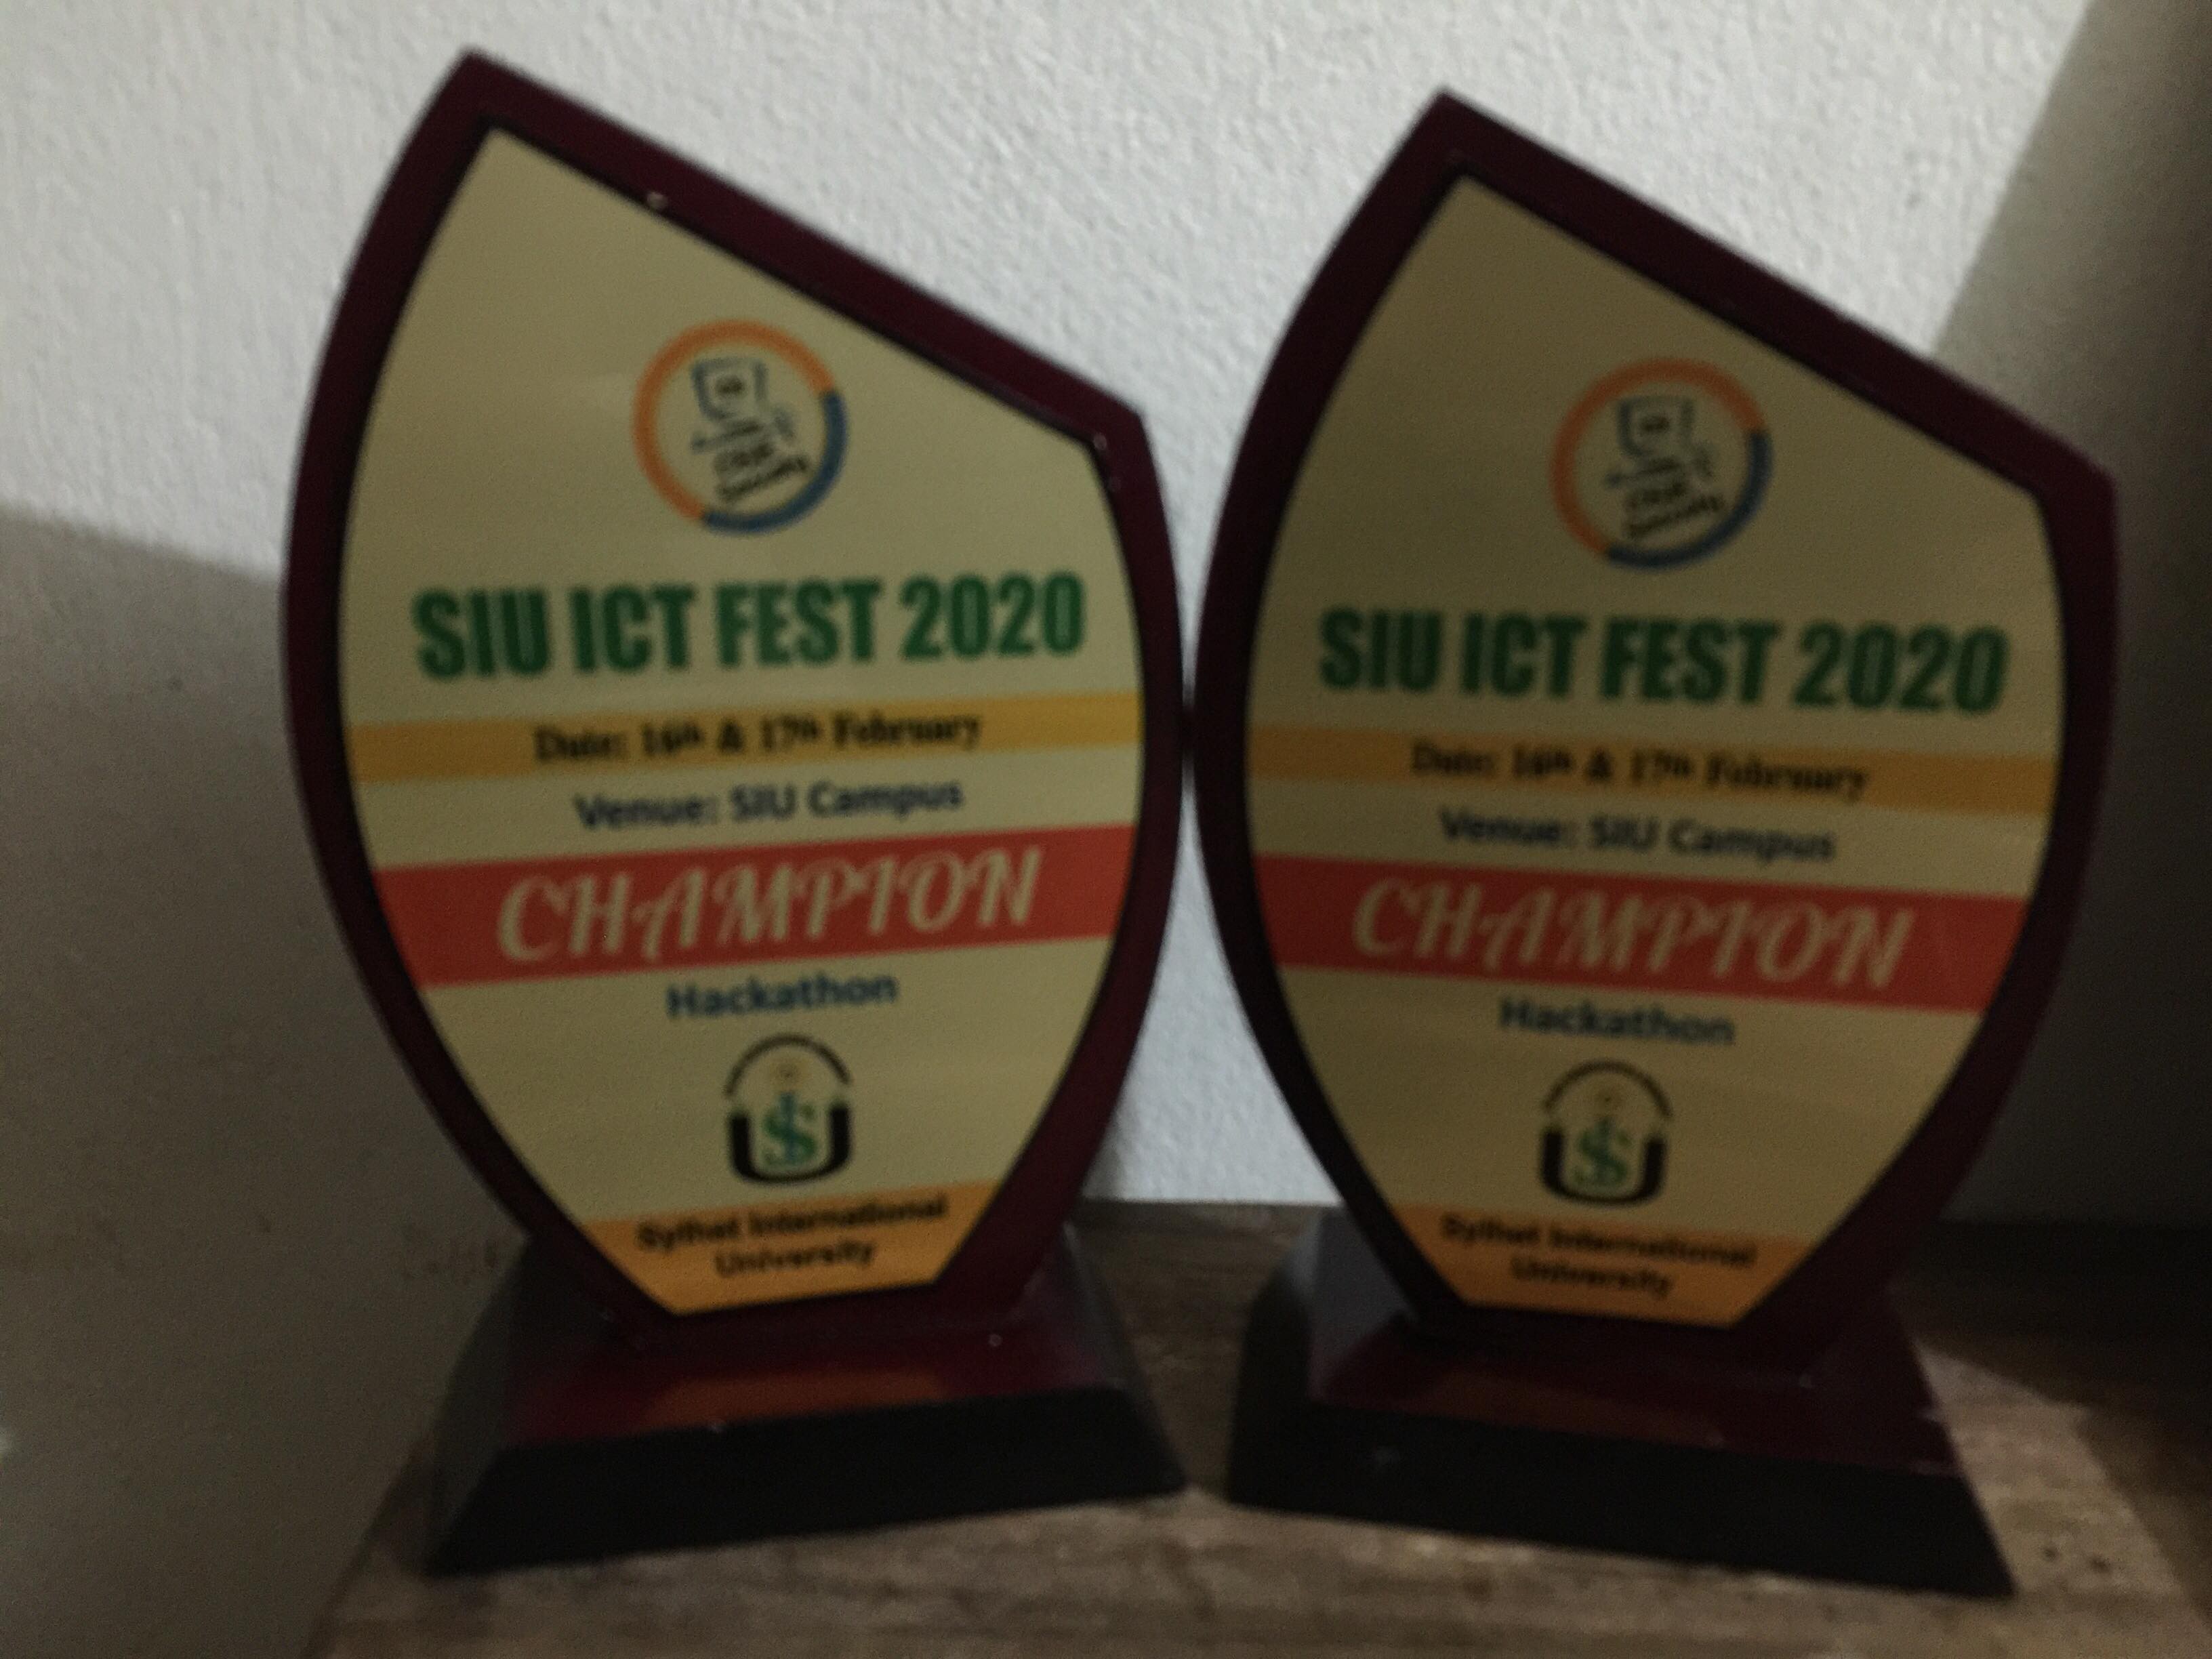 SIU ICT FEST 2020
Date: 16th & 17th February
Venue: SIU Campus
CHAMPION
Hackathon
Sylhet International
University
SIU ICT FEST 2020
Date: 16th & 17th February
Venue: SIU Campus
CHAMPION
Hackathon
Sylhet International
University